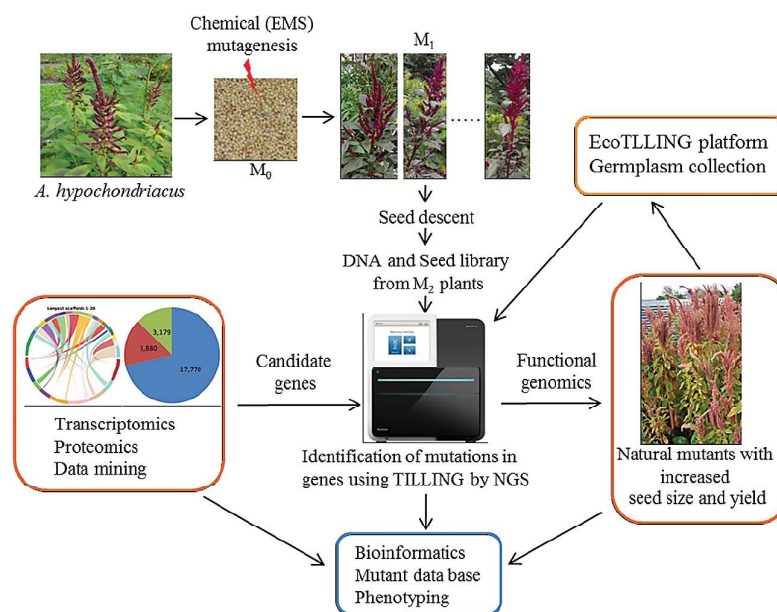 Chemical (EMS)
mutagenesis
M1
A. hypochondriacus
M0
EcoTLLING platform
Germplasm collection
Seed descent
DNA and Seed library
from M2 plants
Largest scaffolds 1-20
3,179
3,880
17,770
Transcriptomics
Proteomics
Data mining
Candidate
genes
Functional
genomics
Identification of mutations in
genes using TILLING by NGS
Natural mutants with
increased
seed size and yield
Bioinformatics
Mutant data base
Phenotyping